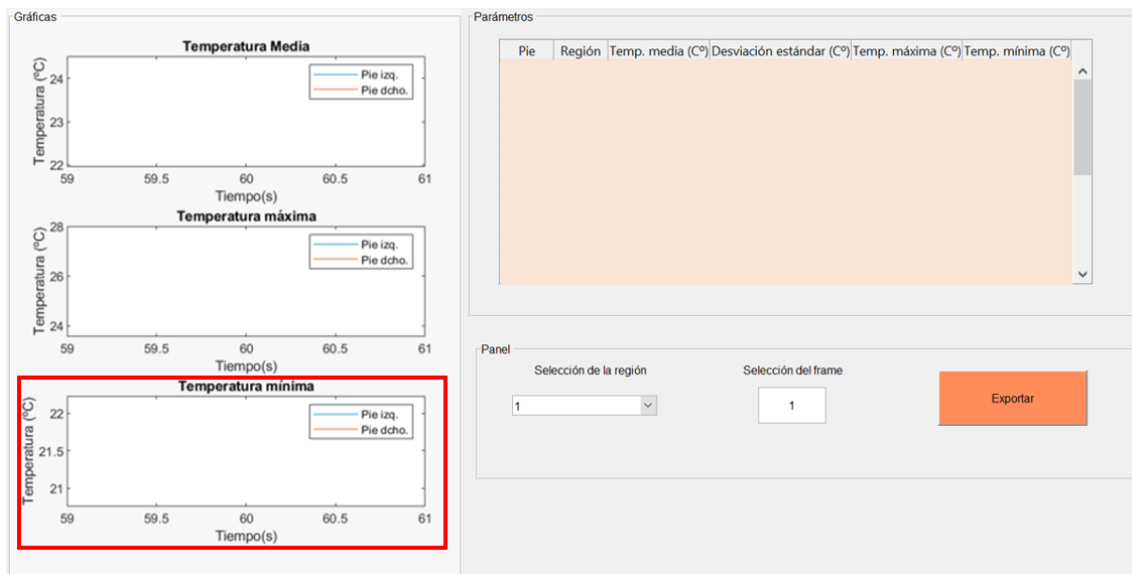 Gráficas
Temperatura Media
Temperatura (ºC)
24
23
22
Pie izq.
Pie dcho.
59 59.5 60 60.5 61
Tiempo(s)
Temperatura máxima
Temperatura (ºC)
28
26
24
Pie izq.
Pie dcho.
59 59.5 60 60.5 61
Tiempo(s)
Temperatura mínima
Temperatura (ºC)
22
21.5
21
Pie izq.
Pie dcho.
59 59.5 60 60.5 61
Tiempo(s)
Parámetros
Pie Región Temp. media (Cº) Desviación estándar (Cº) Temp. máxima (Cº) Temp. mínima (Cº)
Panel
Selección de la región Selección del frame
1 1 Exportar